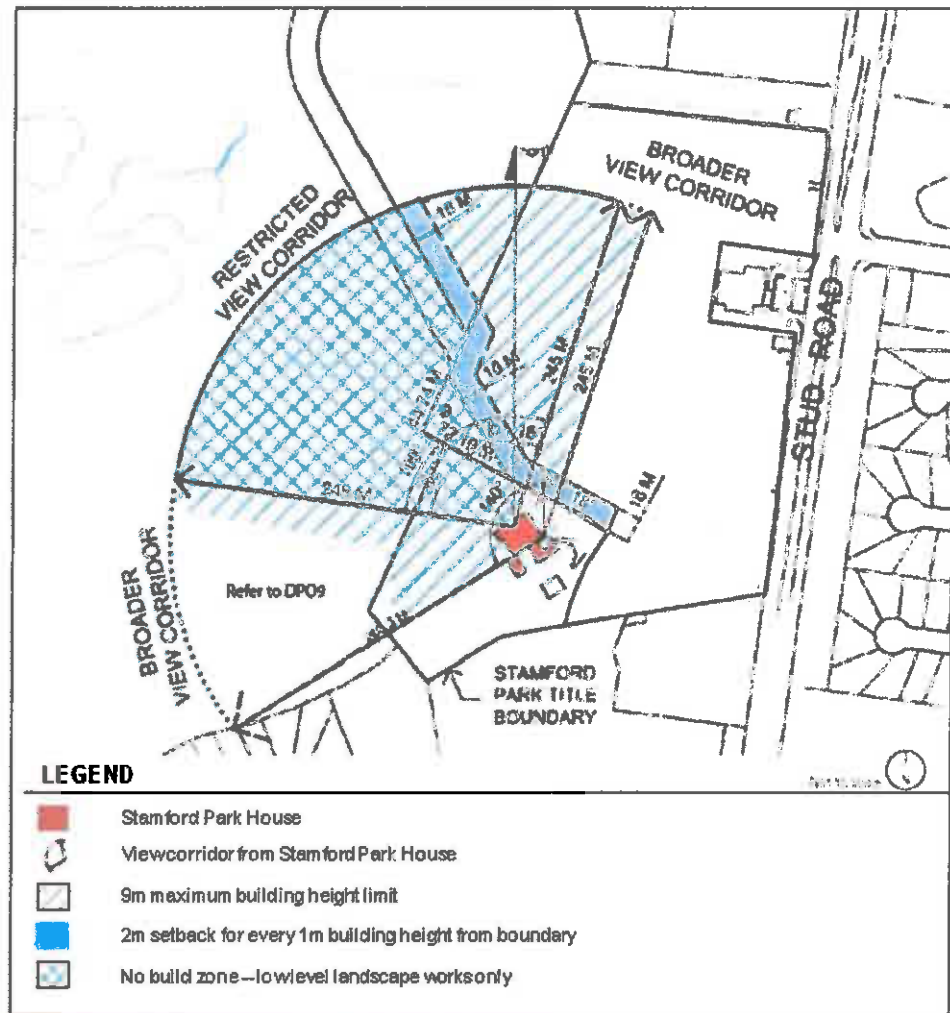 BROADER
VIEW CORRIDOR
RESTRICTED
VIEW CORRIDOR
18 M
10 M
245 M
245 M
STUD ROAD
18 M
BROADER
VIEW CORRIDOR
Refer to DPO9
STAMFORD
PARK TITLE
BOUNDARY
LEGEND
Stamford Park House
Viewcorridor from Stamford Park House
9m maximum building height limit
2m setback for every 1m building height from boundary
No build zone – lowlevel landscape works only